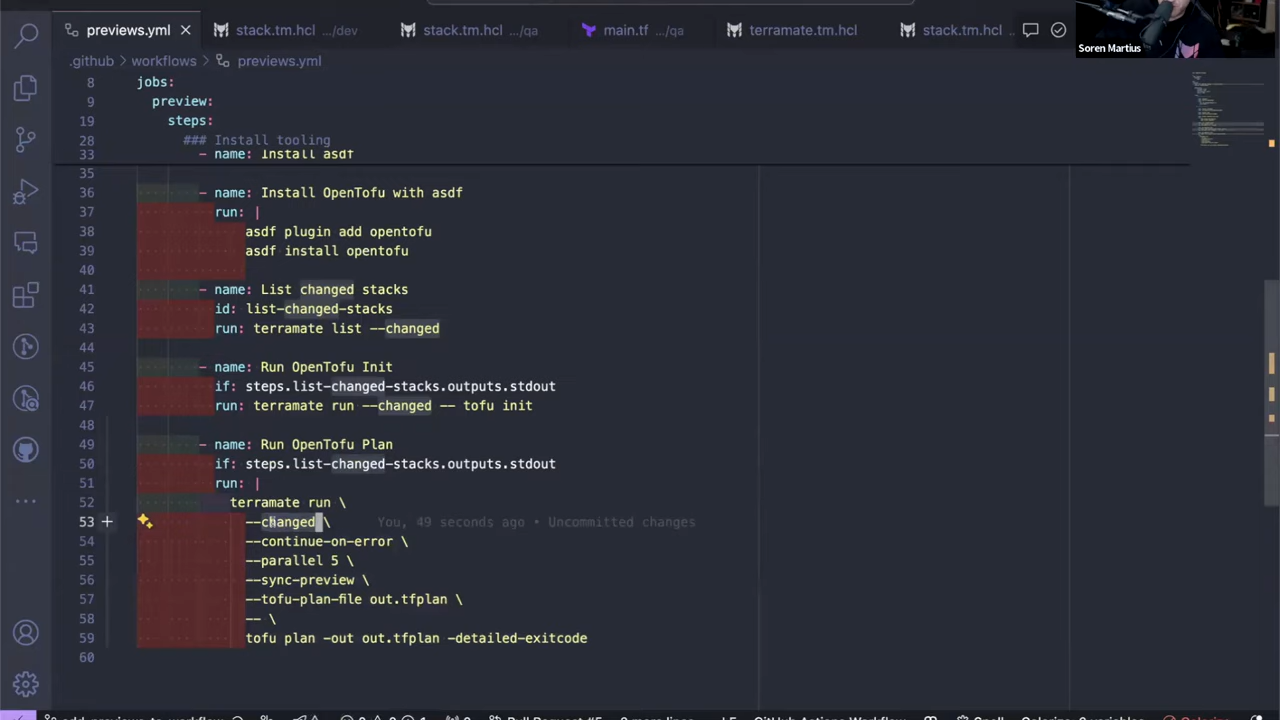 previews.yml
stack.tm.hcl .../dev
stack.tm.hcl .../qa
main.tf .../qa
terramate.tm.hcl
stack.tm.hcl ...
Soren Martius
.github > workflows > previews.yml
8 jobs:
9 preview:
19 steps:
28 ### Install tooling
33 - name: Install asdf
35
36 - name: Install OpenTofu with asdf
37 run: |
38 asdf plugin add opentofu
39 asdf install opentofu
40
41 - name: List changed stacks
42 id: list-changed-stacks
43 run: terramate list --changed
44
45 - name: Run OpenTofu Init
46 if: steps.list-changed-stacks.outputs.stdout
47 run: terramate run --changed -- tofu init
48
49 - name: Run OpenTofu Plan
50 if: steps.list-changed-stacks.outputs.stdout
51 run: |
52 terramate run \
53 --changed \ You, 49 seconds ago • Uncommitted changes
54 --continue-on-error \
55 --parallel 5 \
56 --sync-preview \
57 --tofu-plan-file out.tfplan \
58 -- \
59 tofu plan -out out.tfplan -detailed-exitcode
60